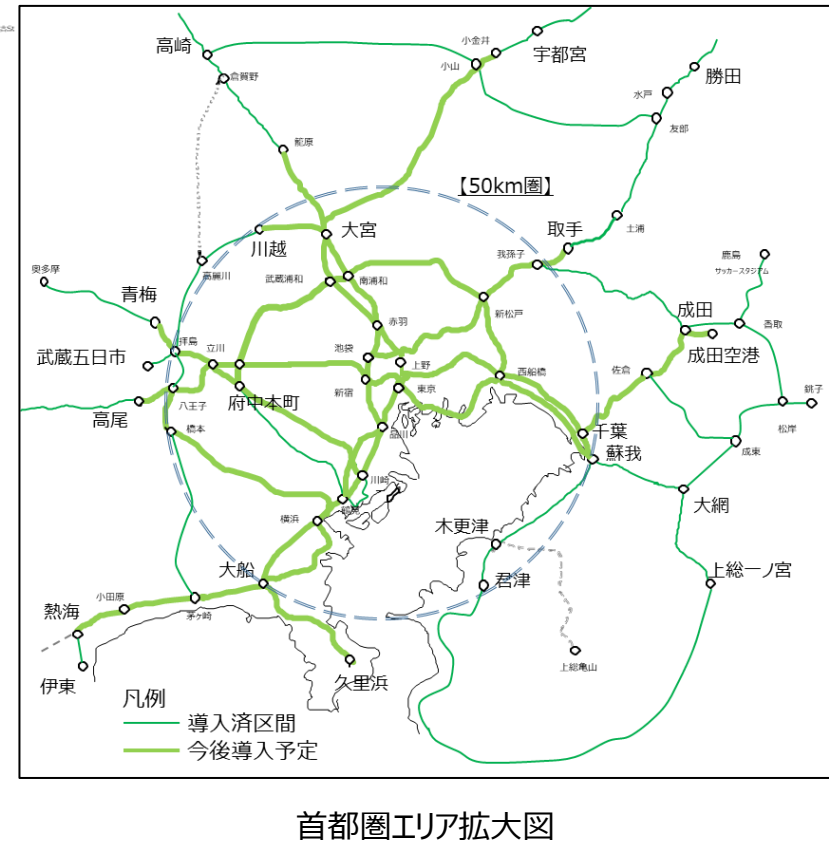 高崎
小金井
宇都宮
小山
倉賀野
勝田
水戸
友部
籠原
【50km圏】
大宮
川越
取手
土浦
我孫子
高麗川
武蔵浦和
南浦和
鹿島
サッカースタジアム
奥多摩
青梅
新松戸
成田
香取
赤羽
成田空港
拝島
立川
池袋
上野
武蔵五日市
西船橋
佐倉
新宿
東京
銚子
府中本町
八王子
高尾
松岸
橋本
品川
千葉
成東
蘇我
川崎
大網
鶴見
横浜
木更津
大船
君津
上総一ノ宮
小田原
熱海
茅ヶ崎
上総亀山
伊東
久里浜
凡例
導入済区間
今後導入予定
首都圏エリア拡大図